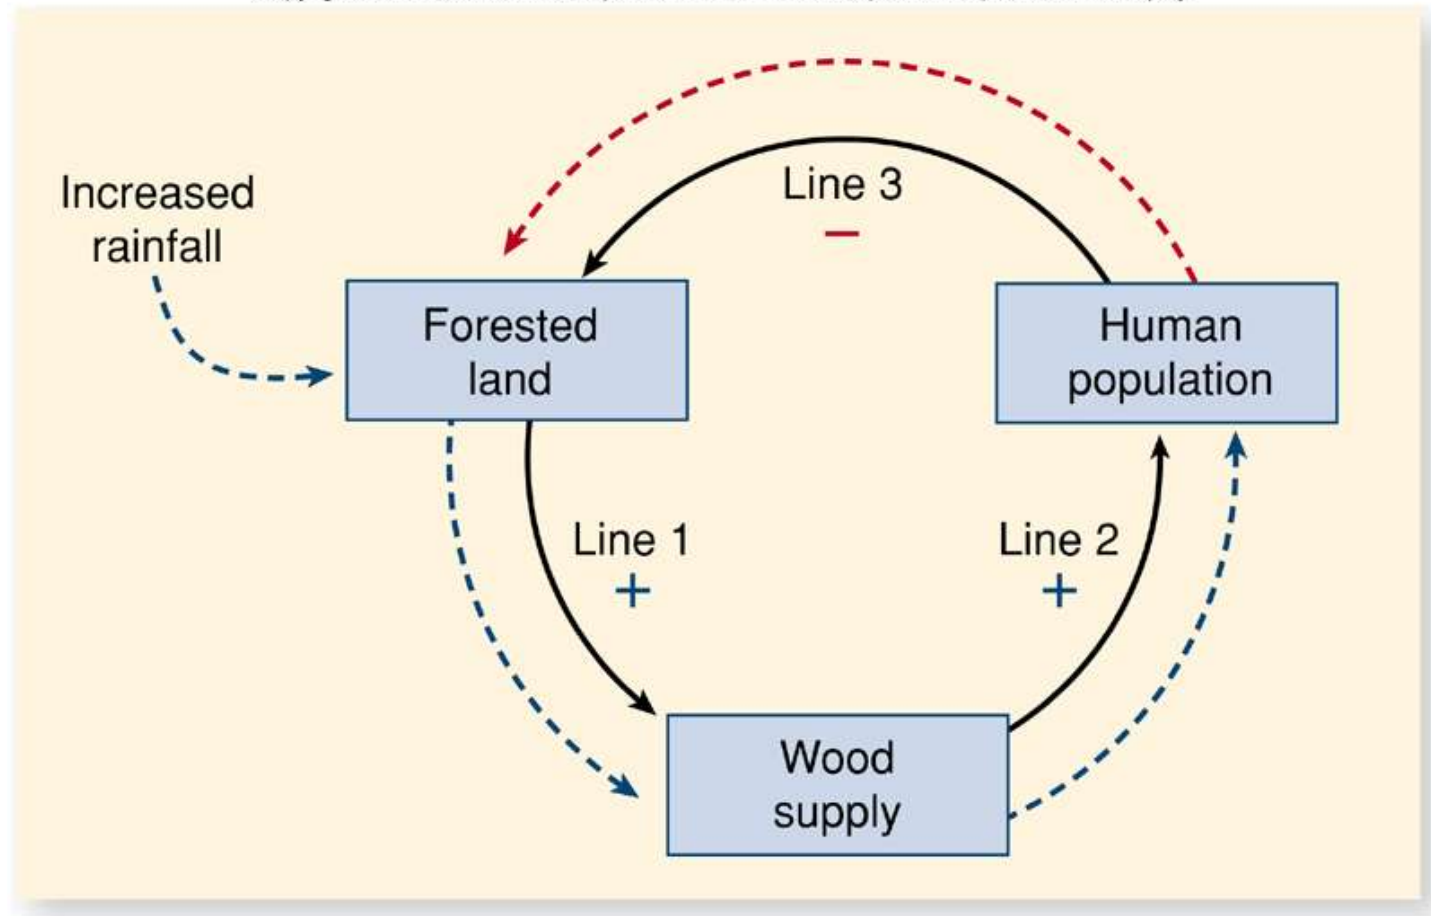 Increased
rainfall
Line 3
−
Forested
land
Human
population
Line 1
+
Line 2
+
Wood
supply